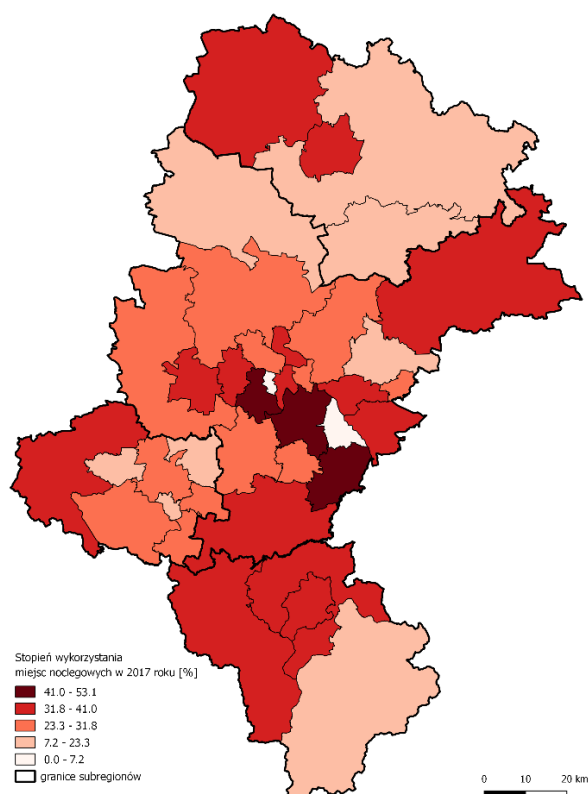 Stopień wykorzystania
miejsc noclegowych w 2017 roku [%]
41.0 - 53.1
31.8 - 41.0
23.3 - 31.8
7.2 - 23.3
0.0 - 7.2
granice subregionów
0 10 20 km